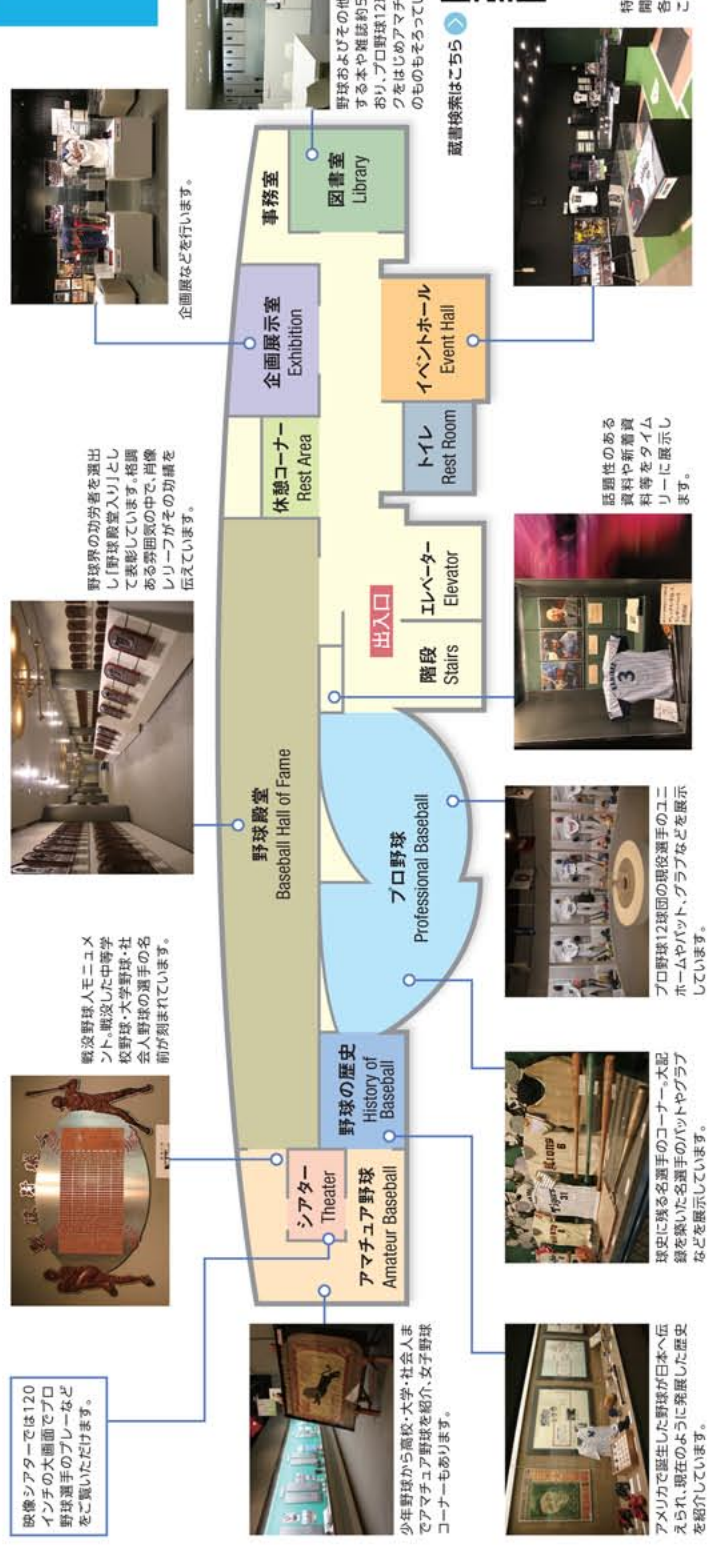 映像シアターでは120
インチの大画面でプロ
野球選手のプレーなど
をご覧いただけます。
戦没野球人モニュメ
ント。戦没した中等学
校野球・大学野球・社
会人野球の選手の名
前が刻まれています。
野球界の功労者を選出
し「野球殿堂入り」とし
て表彰しています。格調
ある雰囲気の中で、肖像
レリーフがその功績を
伝えています。
企画展などを行います。
野球およびその他
する本や雑誌約5
おり、プロ野球12球
クをはじめアマチ
のものもそろってい
蔵書検索はこちら
アマチュア野球
Amateur Baseball
シアター
Theater
野球の歴史
History of
Baseball
野球殿堂
Baseball Hall of Fame
プロ野球
Professional Baseball
階段
Stairs
エレベーター
Elevator
出入口
休憩コーナー
Rest Area
トイレ
Rest Room
企画展示室
Exhibition
イベントホール
Event Hall
事務室
図書室
Library
少年野球から高校・大学・社会人ま
でアマチュア野球を紹介、女子野球
コーナーもあります。
アメリカで誕生した野球が日本へ伝
えられ、現在のように発展した歴史
を紹介しています。
球史に残る名選手のコーナー。大記
録を築いた名選手のバットやグラブ
などを展示しています。
プロ野球12球団の現役選手のユニ
ホームやバット、グラブなどを展示
しています。
話題性のある
資料や新着資
料等をタイム
リーに展示し
ます。
特
開
各
こ